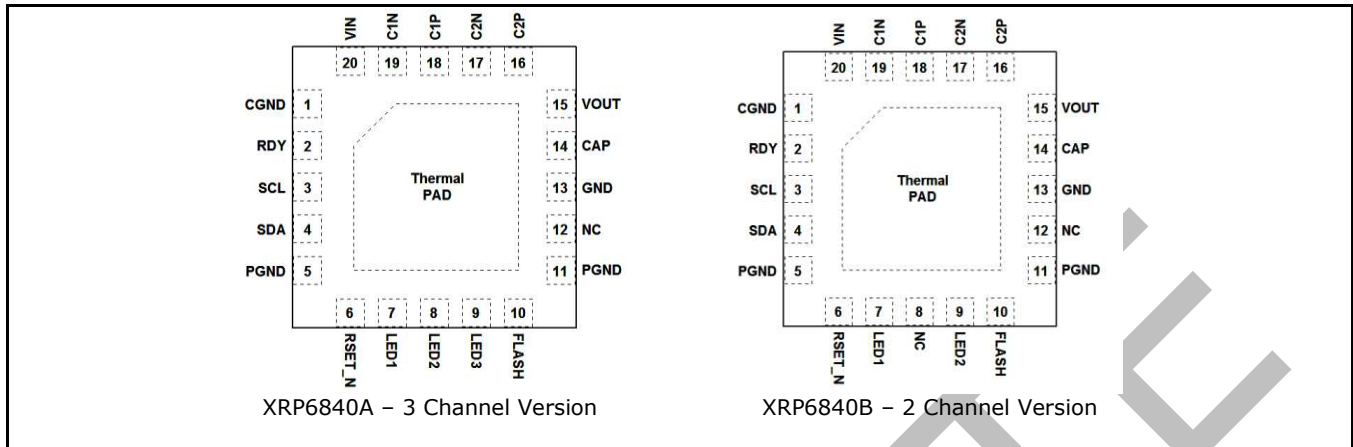 VIN C1N C1P C2N C2P
20 19 18 17 16
CGND 1 15 VOUT
RDY 2 14 CAP
SCL 3 13 GND
SDA 4 12 NC
PGND 5 11 PGND
Thermal
PAD
6 7 8 9 10
RSET_N LED1 LED2 LED3 FLASH
XRP6840A – 3 Channel Version
VIN C1N C1P C2N C2P
20 19 18 17 16
CGND 1 15 VOUT
RDY 2 14 CAP
SCL 3 13 GND
SDA 4 12 NC
PGND 5 11 PGND
Thermal
PAD
6 7 8 9 10
RSET_N LED1 NC LED2 FLASH
XRP6840B – 2 Channel Version